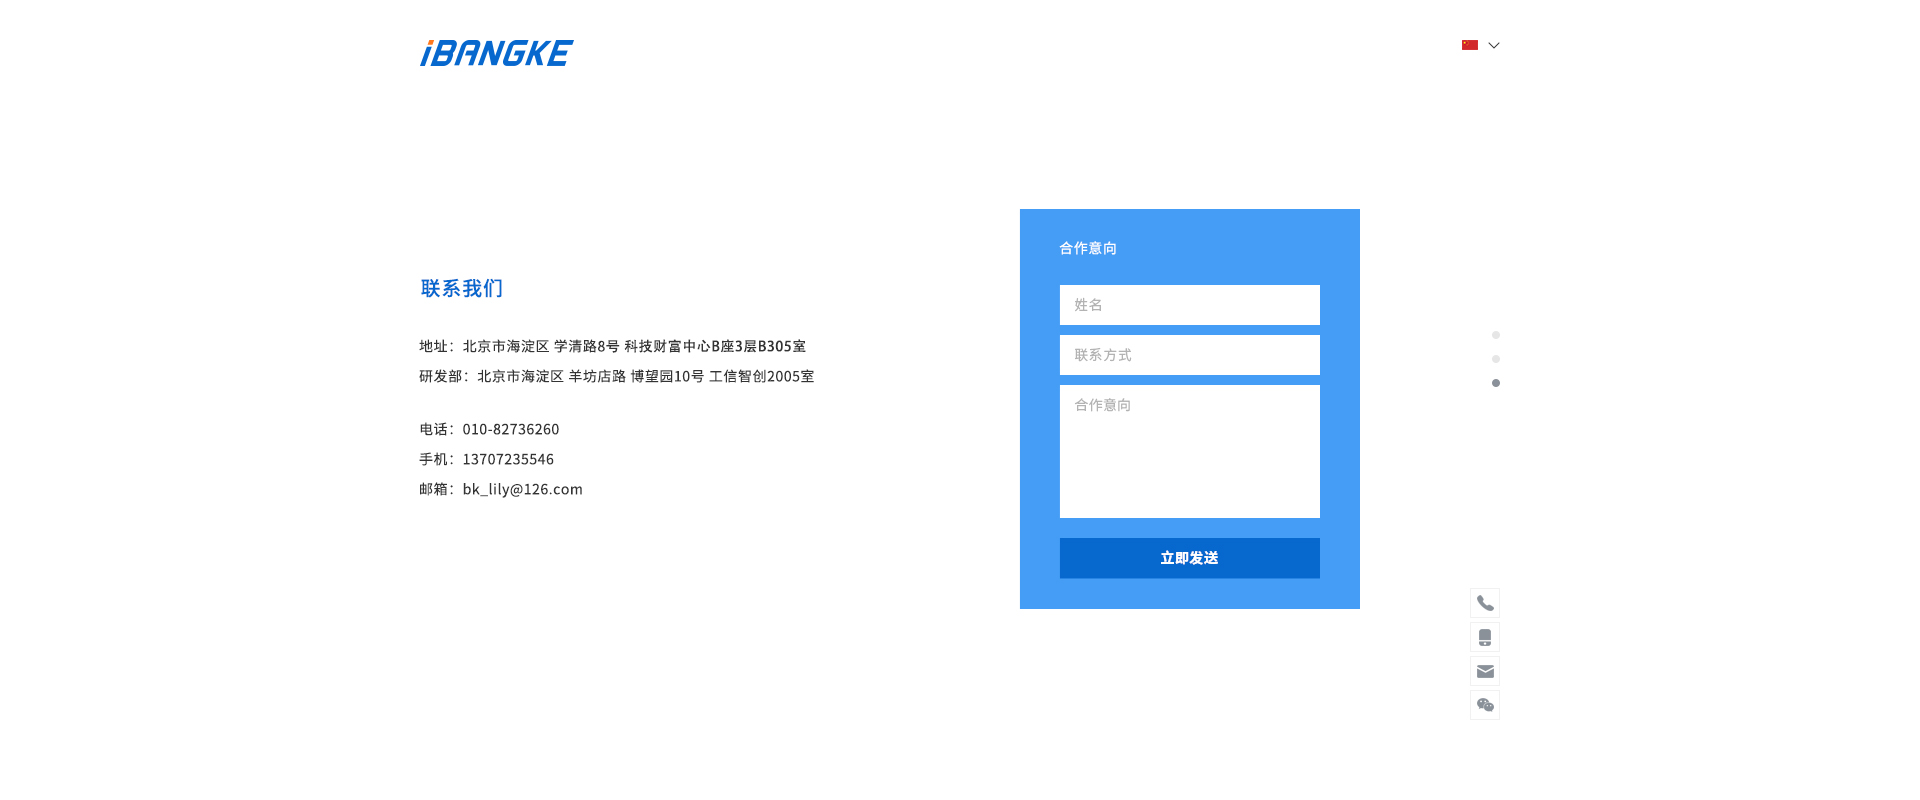 iBANGKE
联系我们
地址：北京市海淀区 学清路8号 科技财富中心B座3层B305室
研发部：北京市海淀区 羊坊店路 博望园10号 工信智创2005室
电话：010-82736260
手机：13707235546
邮箱：bk_lily@126.com
合作意向
姓名
联系方式
合作意向
立即发送